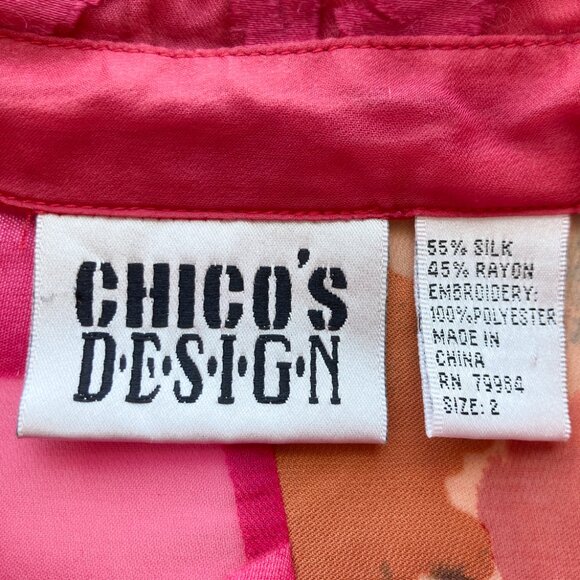 CHICO'S
D·E·S·I·G·N
55% SILK
45% RAYON
EMBROIDERY:
100%POLYESTER
MADE IN
CHINA
RN 79984
SIZE: 2